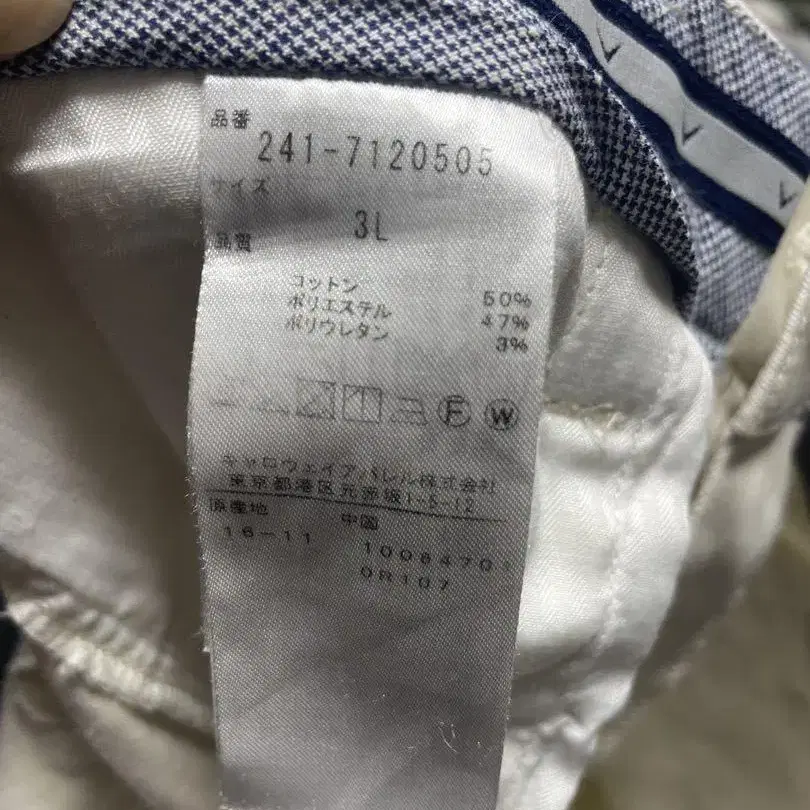 品番
241-7120505
サイズ
3L
品質
コットン 50%
ポリエステル 47%
ポリウレタン 3%
F W
キャロウェイアパレル株式会社
東京都港区元赤坂1-5-12
原産地 中国
16-11
0R107